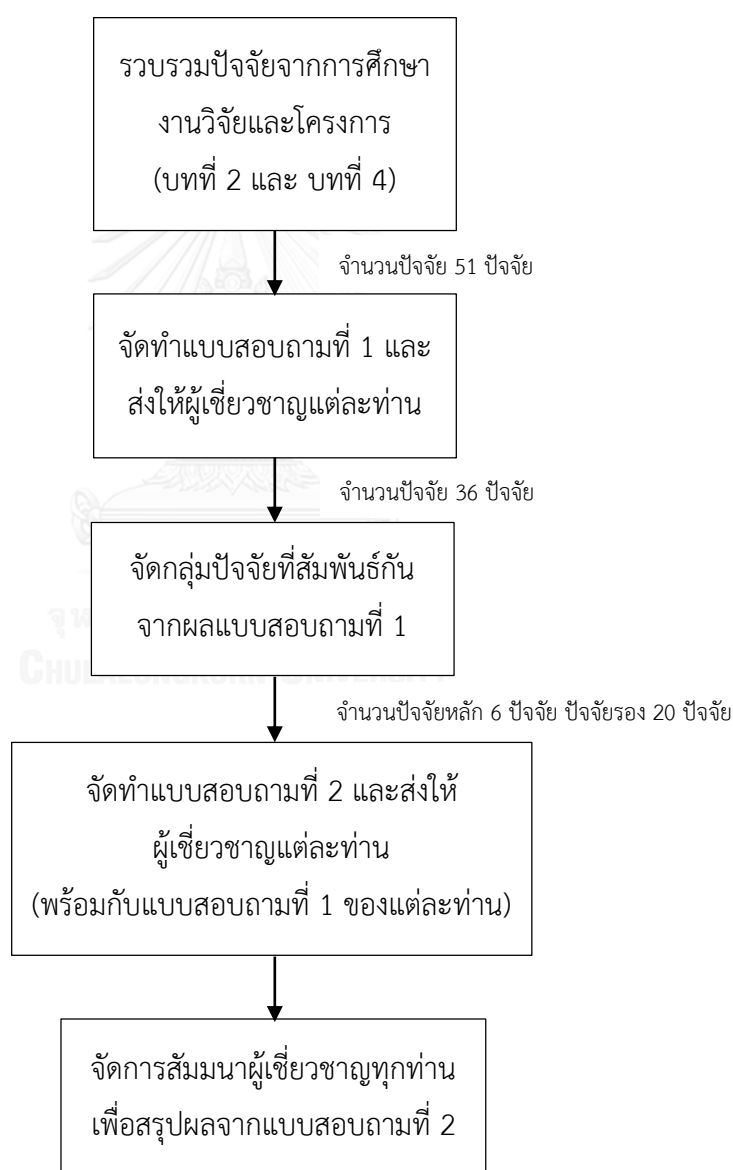 รวบรวมปัจจัยจากการศึกษา
งานวิจัยและโครงการ
(บทที่ 2 และ บทที่ 4)
จำนวนปัจจัย 51 ปัจจัย
จัดทำแบบสอบถามที่ 1 และ
ส่งให้ผู้เชี่ยวชาญแต่ละท่าน
จำนวนปัจจัย 36 ปัจจัย
จัดกลุ่มปัจจัยที่สัมพันธ์กัน
จากผลแบบสอบถามที่ 1
จำนวนปัจจัยหลัก 6 ปัจจัย ปัจจัยรอง 20 ปัจจัย
จัดทำแบบสอบถามที่ 2 และส่งให้
ผู้เชี่ยวชาญแต่ละท่าน
(พร้อมกับแบบสอบถามที่ 1 ของแต่ละท่าน)
จัดการสัมมนาผู้เชี่ยวชาญทุกท่าน
เพื่อสรุปผลจากแบบสอบถามที่ 2